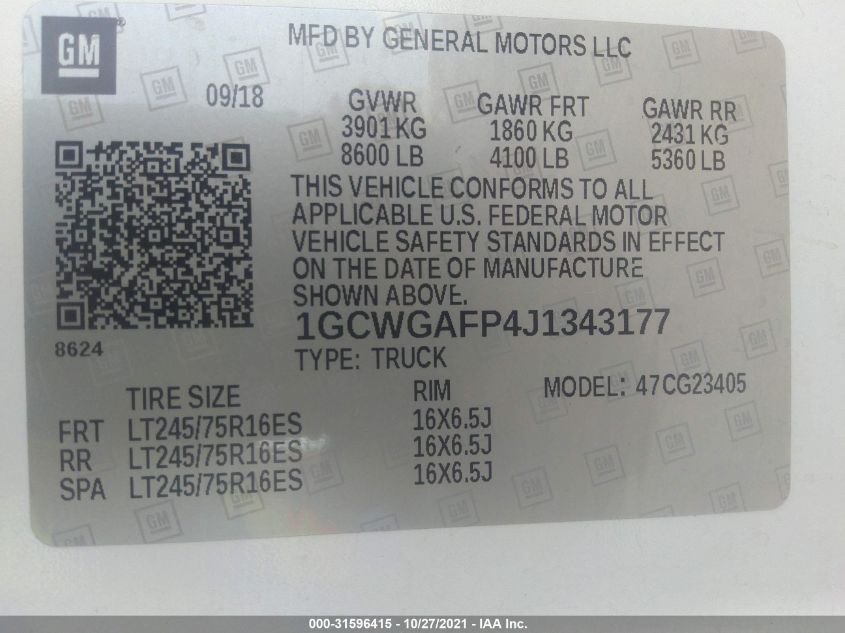 GM ®
MFD BY GENERAL MOTORS LLC
09/18
GVWR GAWR FRT GAWR RR
3901 KG 1860 KG 2431 KG
8600 LB 4100 LB 5360 LB
THIS VEHICLE CONFORMS TO ALL
APPLICABLE U.S. FEDERAL MOTOR
VEHICLE SAFETY STANDARDS IN EFFECT
ON THE DATE OF MANUFACTURE
SHOWN ABOVE.
1GCWGAFP4J1343177
8624
TYPE: TRUCK
TIRE SIZE RIM MODEL: 47CG23405
FRT LT245/75R16ES 16X6.5J
RR LT245/75R16ES 16X6.5J
SPA LT245/75R16ES 16X6.5J
000-31596415 - 10/27/2021 - IAA Inc.